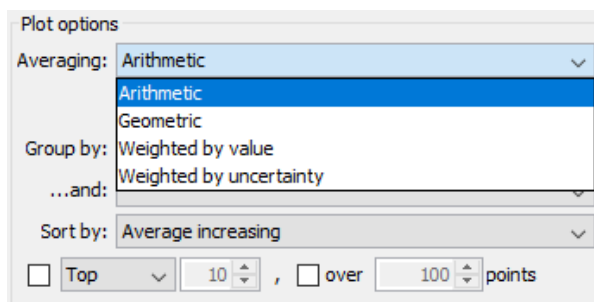 Plot options
Averaging: Arithmetic
Arithmetic
Geometric
Group by: Weighted by value
Weighted by uncertainty
...and:
Sort by: Average increasing
Top 10 , over 100 points